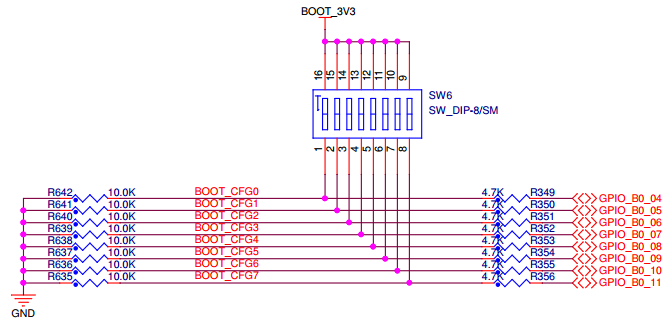 BOOT_3V3
16 15 14 13 12 11 10 9
SW6
SW_DIP-8/SM
1 2 3 4 5 6 7 8
R642 10.0K BOOT_CFG0 4.7K R349 GPIO_B0_04
R641 10.0K BOOT_CFG1 4.7K R350 GPIO_B0_05
R640 10.0K BOOT_CFG2 4.7K R351 GPIO_B0_06
R639 10.0K BOOT_CFG3 4.7K R352 GPIO_B0_07
R638 10.0K BOOT_CFG4 4.7K R353 GPIO_B0_08
R637 10.0K BOOT_CFG5 4.7K R354 GPIO_B0_09
R636 10.0K BOOT_CFG6 4.7K R355 GPIO_B0_10
R635 10.0K BOOT_CFG7 4.7K R356 GPIO_B0_11
GND